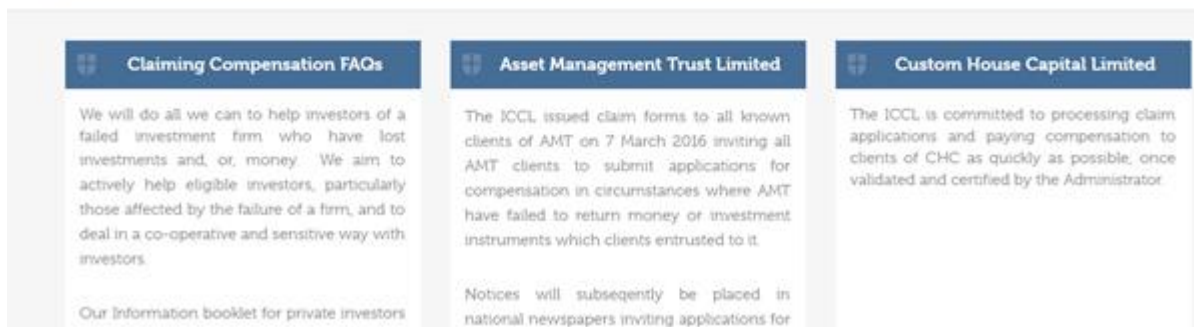 Claiming Compensation FAQs
We will do all we can to help investors of a
failed investment firm who have lost
investments and, or, money. We aim to
actively help eligible investors, particularly
those affected by the failure of a firm, and to
deal in a co-operative and sensitive way with
investors.
Our Information booklet for private investors
Asset Management Trust Limited
The ICCL issued claim forms to all known
clients of AMT on 7 March 2016 inviting all
AMT clients to submit applications for
compensation in circumstances where AMT
have failed to return money or investment
instruments which clients entrusted to it.
Notices will subseqently be placed in
national newspapers inviting applications for
Custom House Capital Limited
The ICCL is committed to processing claim
applications and paying compensation to
clients of CHC as quickly as possible, once
validated and certified by the Administrator.